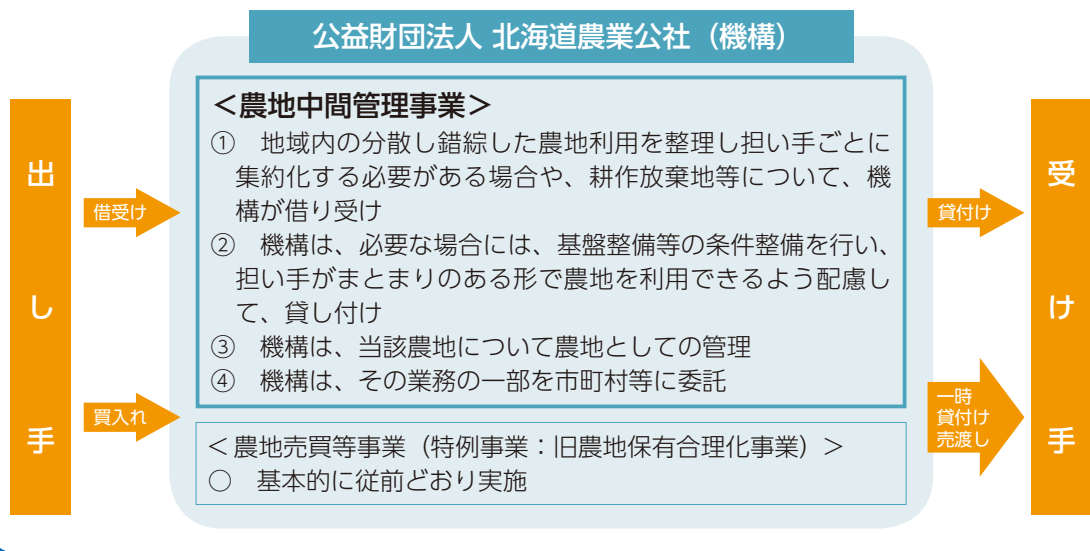 公益財団法人 北海道農業公社（機構）
出し手
借受け
買入れ
＜農地中間管理事業＞
① 地域内の分散し錯綜した農地利用を整理し担い手ごとに
集約化する必要がある場合や、耕作放棄地等について、機
構が借り受け
② 機構は、必要な場合には、基盤整備等の条件整備を行い、
担い手がまとまりのある形で農地を利用できるよう配慮し
て、貸し付け
③ 機構は、当該農地について農地としての管理
④ 機構は、その業務の一部を市町村等に委託
＜農地売買等事業（特例事業：旧農地保有合理化事業）＞
○ 基本的に従前どおり実施
貸付け
一時
貸付け
売渡し
受け手